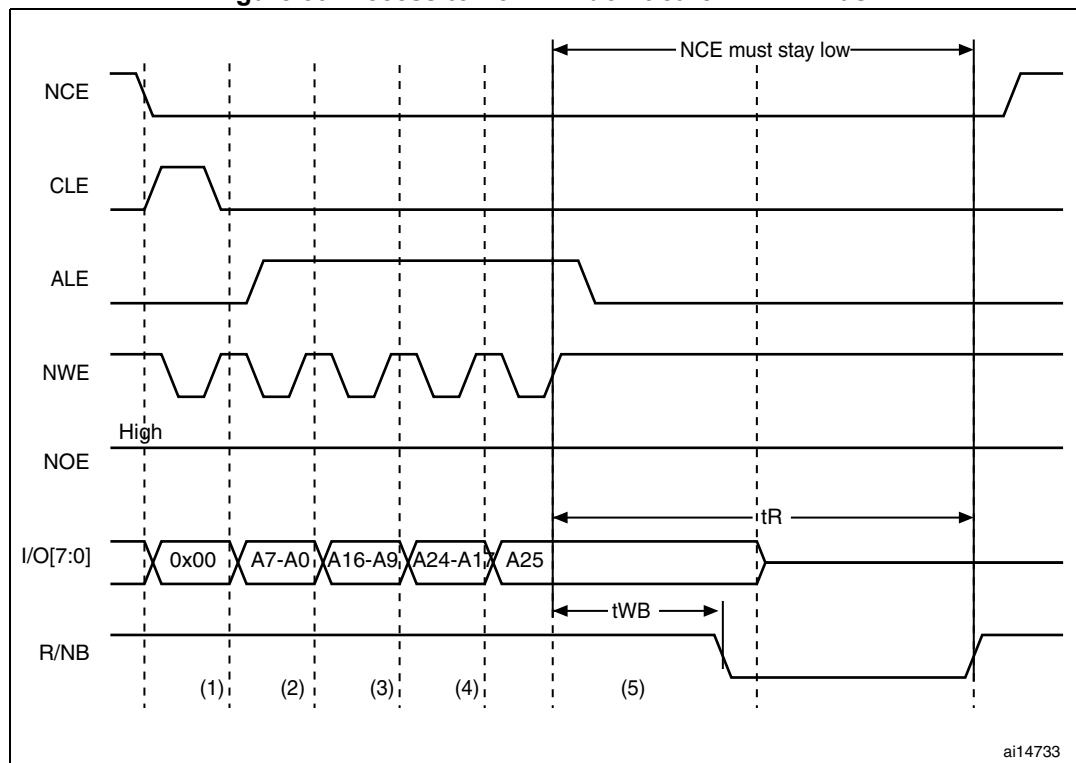 NCE must stay low
NCE
CLE
ALE
NWE
High
NOE
tR
I/O[7:0] 0x00 A7-A0 A16-A9 A24-A17 A25
tWB
R/NB
(1) (2) (3) (4) (5)
ai14733